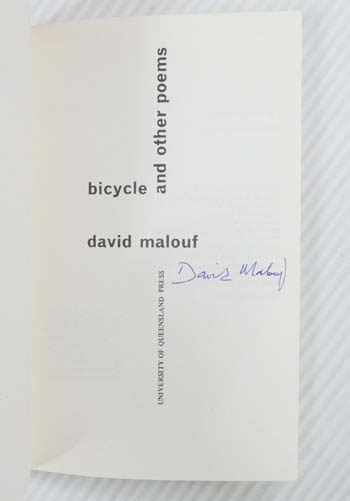 bicycle
and other poems
david malouf
David Malouf
UNIVERSITY OF QUEENSLAND PRESS